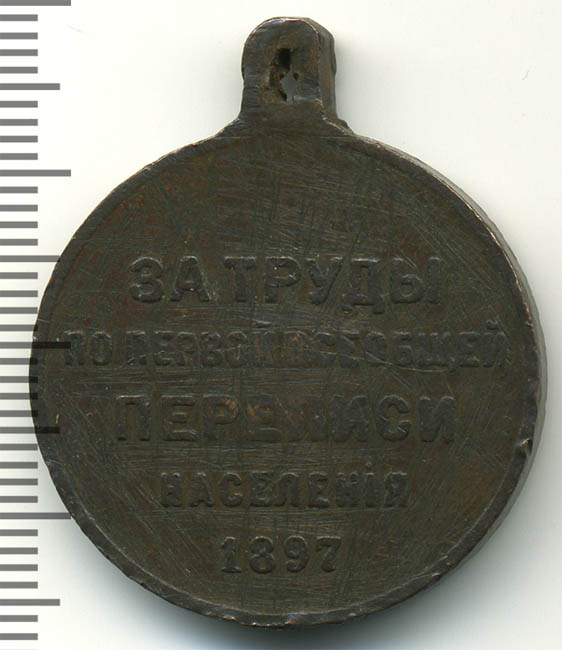 ЗА ТРУДЫ
ПО ПЕРВОЙ ВСЕОБЩЕЙ
ПЕРЕПИСИ
НАСЕЛЕНІЯ
1897